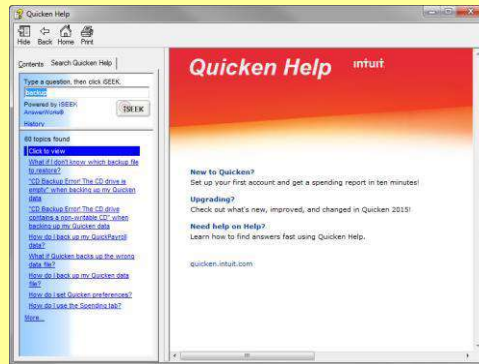 Quicken Help
Hide Back Home Print
Contents Search Quicken Help
Type a question, then click iSEEK.
backup
Powered by iSEEK
AnswerWorks®
iSEEK
History
60 topics found
Click to view
What if I don't know which backup file
to restore?
"CD Backup Error! The CD drive is
empty" when backing up my Quicken
data
"CD Backup Error! The CD drive
contains a non-writable CD" when
backing up my Quicken data
How do I back up my QuickPayroll
data?
What if Quicken backs up the wrong
data file?
How do I back up my Quicken data
file?
How do I set Quicken preferences?
How do I use the Spending tab?
More...
Quicken Help
intuit
New to Quicken?
Set up your first account and get a spending report in ten minutes!
Upgrading?
Check out what's new, improved, and changed in Quicken 2015!
Need help on Help?
Learn how to find answers fast using Quicken Help.
quicken.intuit.com